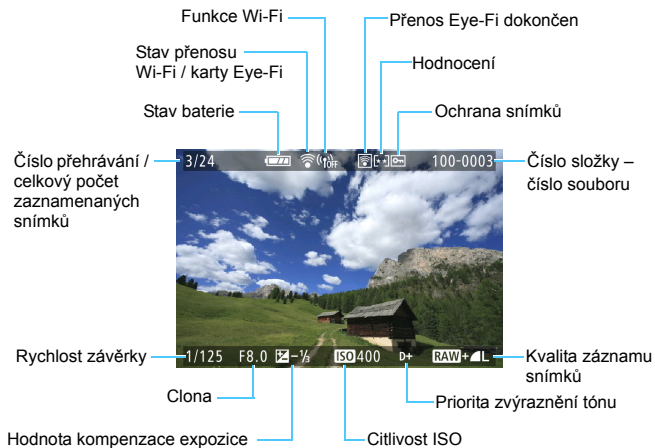 Funkce Wi-Fi
Přenos Eye-Fi dokončen
Stav přenosu
Wi-Fi / karty Eye-Fi
Hodnocení
Stav baterie
Ochrana snímků
Číslo přehrávání /
celkový počet
zaznamenaných
snímků
3/24
OFF
100-0003
Číslo složky –
číslo souboru
Rychlost závěrky
1/125 F8.0 -⅓ ISO 400 D+ RAW+L
Kvalita záznamu
snímků
Clona
Priorita zvýraznění tónu
Hodnota kompenzace expozice
Citlivost ISO